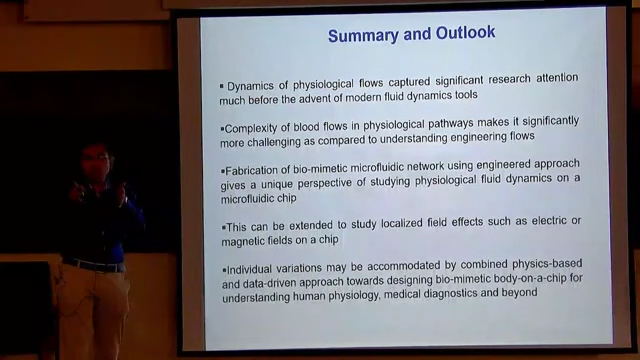 Summary and Outlook
▪ Dynamics of physiological flows captured significant research attention
much before the advent of modern fluid dynamics tools
▪Complexity of blood flows in physiological pathways makes it significantly
more challenging as compared to understanding engineering flows
▪Fabrication of bio-mimetic microfluidic network using engineered approach
gives a unique perspective of studying physiological fluid dynamics on a
microfluidic chip
▪This can be extended to study localized field effects such as electric or
magnetic fields on a chip
▪Individual variations may be accommodated by combined physics-based
and data-driven approach towards designing bio-mimetic body-on-a-chip for
understanding human physiology, medical diagnostics and beyond